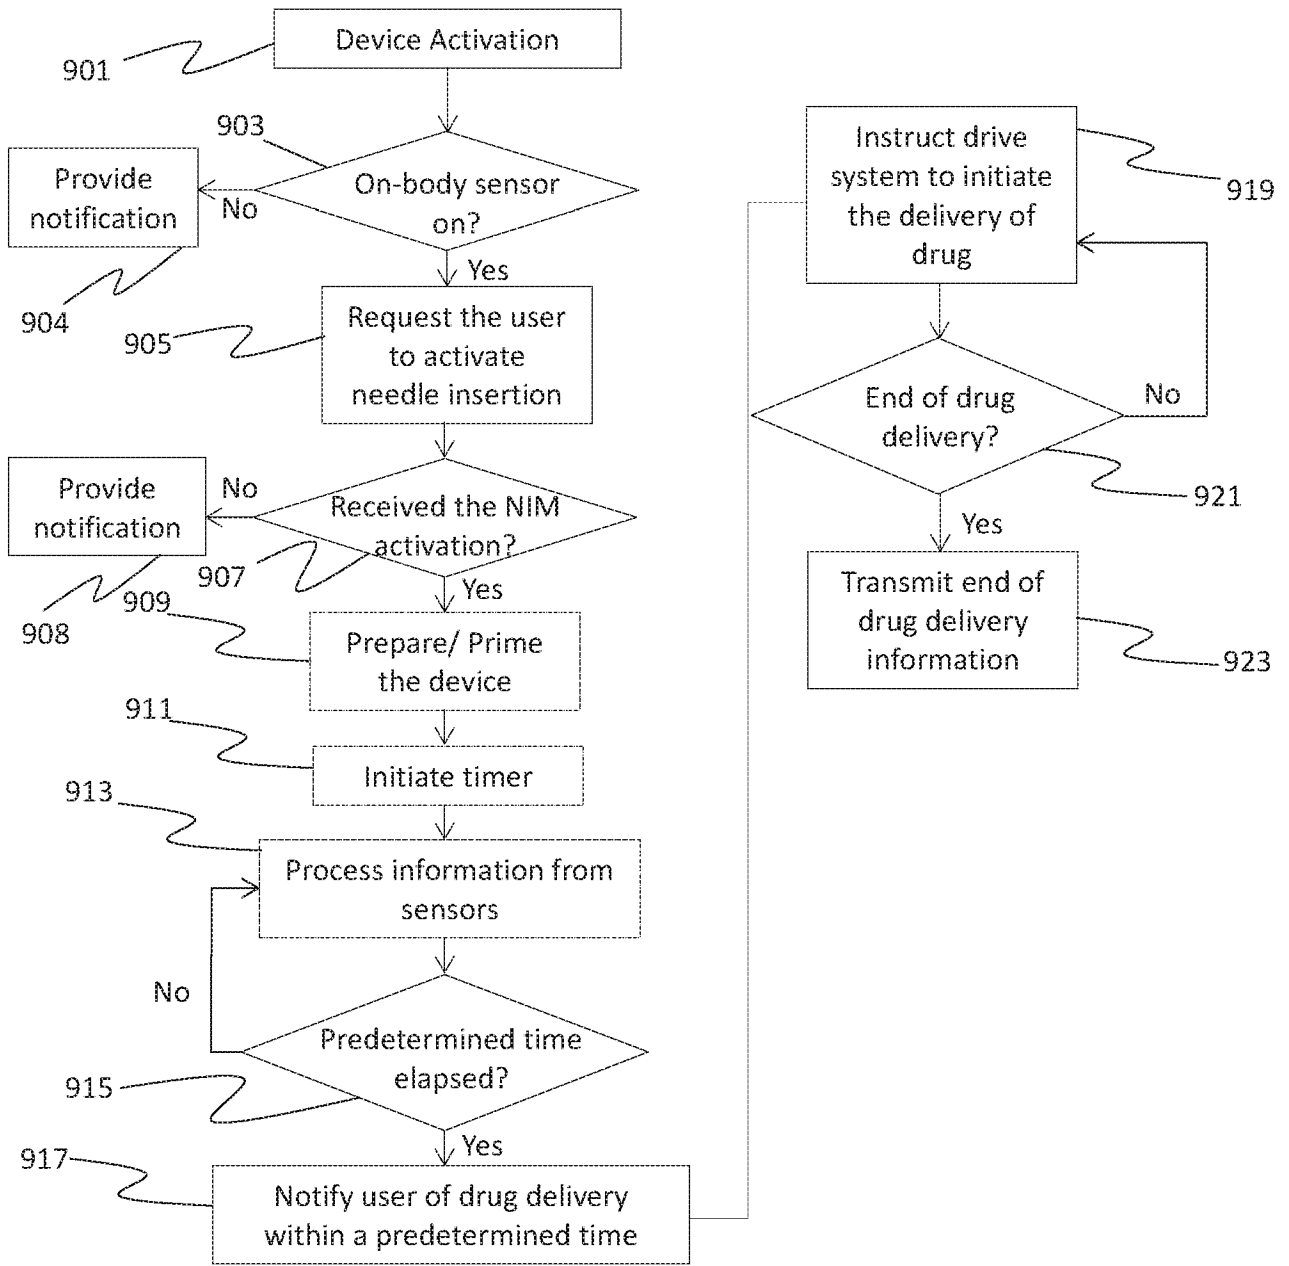 Device Activation
901
903
On-body sensor
on?
No
Provide
notification
904
Yes
905
Request the user
to activate
needle insertion
Received the NIM
activation?
No
Provide
notification
907
908
Yes
909
Prepare/ Prime
the device
911
Initiate timer
913
Process information from
sensors
No
Predetermined time
elapsed?
915
Yes
917
Notify user of drug delivery
within a predetermined time
Instruct drive
system to initiate
the delivery of
drug
919
End of drug
delivery?
No
921
Yes
Transmit end of
drug delivery
information
923